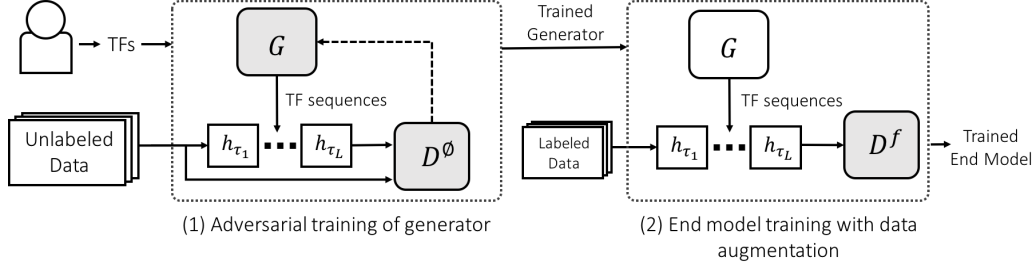 TFs
G
TF sequences
Unlabeled
Data
h_{τ_1}
h_{τ_L}
D^ø
(1) Adversarial training of generator
Trained
Generator
G
TF sequences
Labeled
Data
h_{τ_1}
h_{τ_L}
D^f
Trained
End Model
(2) End model training with data
augmentation